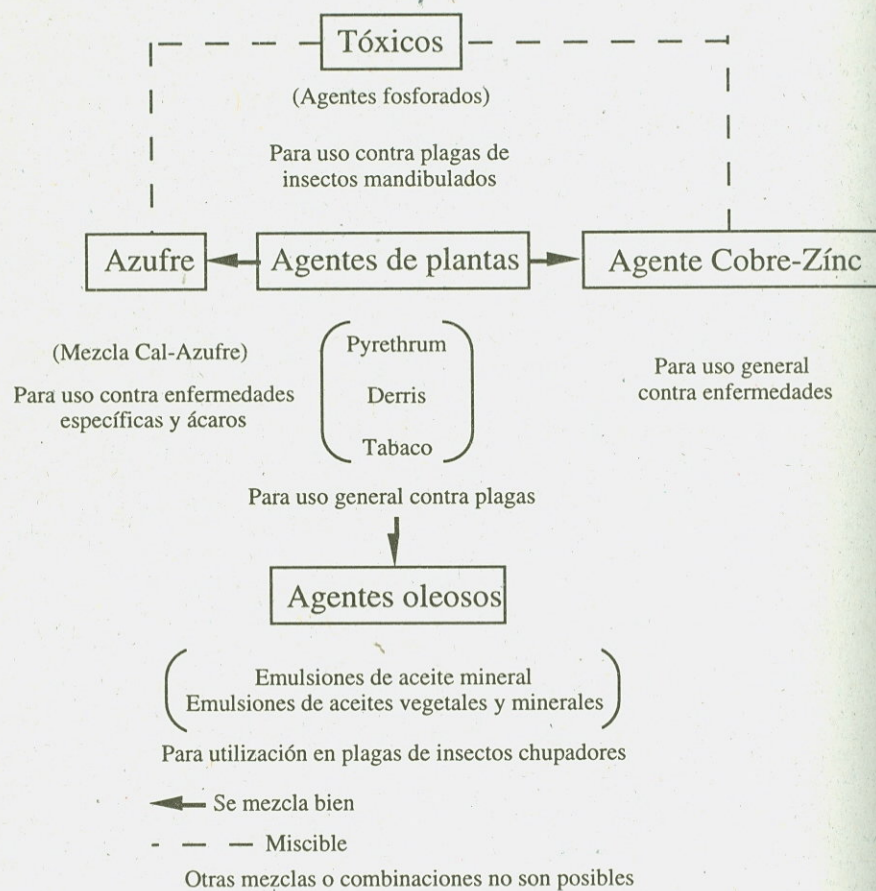 Tóxicos
(Agentes fosforados)
Para uso contra plagas de
insectos mandibulados
Azufre
Agentes de plantas
Agente Cobre-Zínc
(Mezcla Cal-Azufre)
Para uso contra enfermedades
específicas y ácaros
Pyrethrum
Derris
Tabaco
Para uso general
contra enfermedades
Para uso general contra plagas
Agentes oleosos
Emulsiones de aceite mineral
Emulsiones de aceites vegetales y minerales
Para utilización en plagas de insectos chupadores
Se mezcla bien
Miscible
Otras mezclas o combinaciones no son posibles